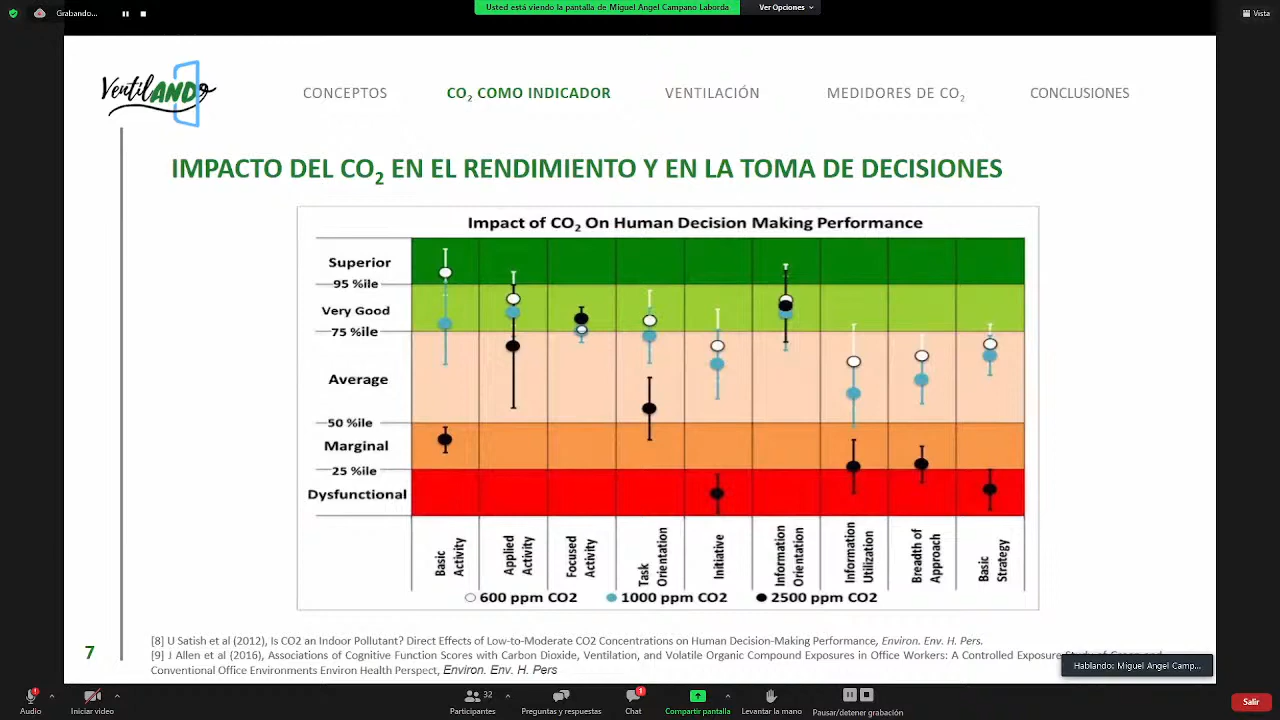 Grabando...
Usted está viendo la pantalla de Miguel Angel Campano Laborda
Ver Opciones
Vista
VentilANDo
CONCEPTOS
CO₂ COMO INDICADOR
VENTILACIÓN
MEDIDORES DE CO₂
CONCLUSIONES
IMPACTO DEL CO₂ EN EL RENDIMIENTO Y EN LA TOMA DE DECISIONES
Impact of CO₂ On Human Decision Making Performance
Superior
95 %ile
Very Good
75 %ile
Average
50 %ile
Marginal
25 %ile
Dysfunctional
Basic
Activity
Applied
Activity
Focused
Activity
Task
Orientation
Initiative
Information
Orientation
Information
Utilization
Breadth of
Approach
Basic
Strategy
600 ppm CO2
1000 ppm CO2
2500 ppm CO2
[8] U Satish et al (2012), Is CO2 an Indoor Pollutant? Direct Effects of Low-to-Moderate CO2 Concentrations on Human Decision-Making Performance, Environ. Env. H. Pers.
[9] J Allen et al (2016), Associations of Cognitive Function Scores with Carbon Dioxide, Ventilation, and Volatile Organic Compound Exposures in Office Workers: A Controlled Exposure Study of Green and
Conventional Office Environments Environ Health Perspect, Environ. Env. H. Pers
7
Hablando: Miguel Angel Camp...
Audio
Iniciar video
32
Participantes
Preguntas y respuestas
1
Chat
Compartir pantalla
Levantar la mano
Pausar/detener grabación
Salir